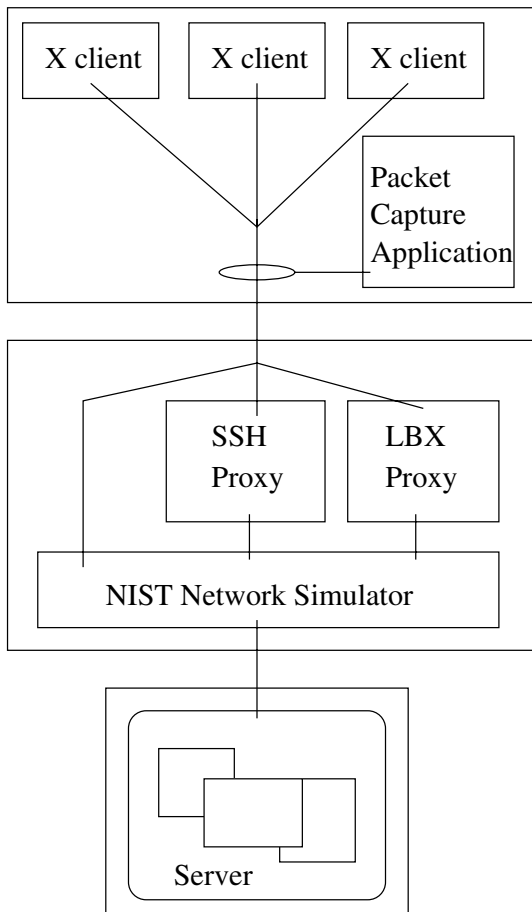 X client
X client
X client
Packet
Capture
Application
SSH
Proxy
LBX
Proxy
NIST Network Simulator
Server